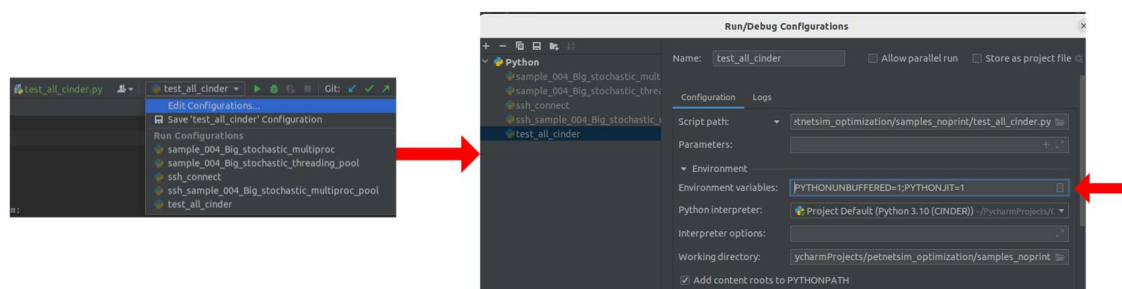 test_all_cinder.py
test_all_cinder
Git:
Edit Configurations...
Save 'test_all_cinder' Configuration
Run Configurations
sample_004_Big_stochastic_multiproc
sample_004_Big_stochastic_threading_pool
ssh_connect
ssh_sample_004_Big_stochastic_multiproc_pool
test_all_cinder
n:
Run/Debug Configurations
Python
sample_004_Big_stochastic_mult
sample_004_Big_stochastic_threa
ssh_connect
ssh_sample_004_Big_stochastic_
test_all_cinder
Name: test_all_cinder
Allow parallel run
Store as project file
Configuration Logs
Script path: etnetsim_optimization/samples_noprint/test_all_cinder.py
Parameters:
Environment
Environment variables: PYTHONUNBUFFERED=1;PYTHONJIT=1
Python interpreter: Project Default (Python 3.10 (CINDER)) ~/PycharmProjects/
Interpreter options:
Working directory: ycharmProjects/petnetsim_optimization/samples_noprint
Add content roots to PYTHONPATH